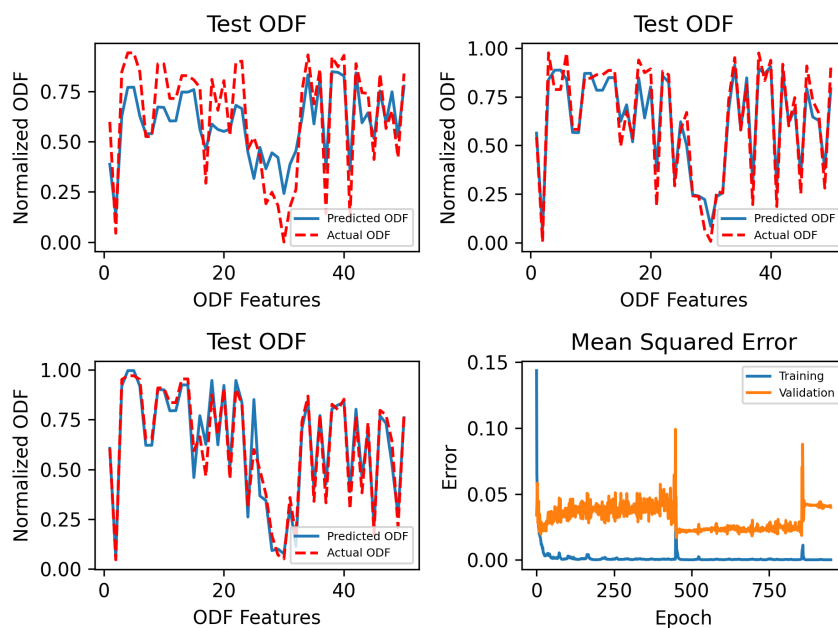 Test ODF
Normalized ODF
0.75
0.50
0.25
0.00
0
20
40
ODF Features
Predicted ODF
Actual ODF
Test ODF
Normalized ODF
1.00
0.75
0.50
0.25
0.00
0
20
40
ODF Features
Predicted ODF
Actual ODF
Test ODF
Normalized ODF
1.00
0.75
0.50
0.25
0.00
0
20
40
ODF Features
Predicted ODF
Actual ODF
Mean Squared Error
Error
0.15
0.10
0.05
0.00
0
250
500
750
Epoch
Training
Validation